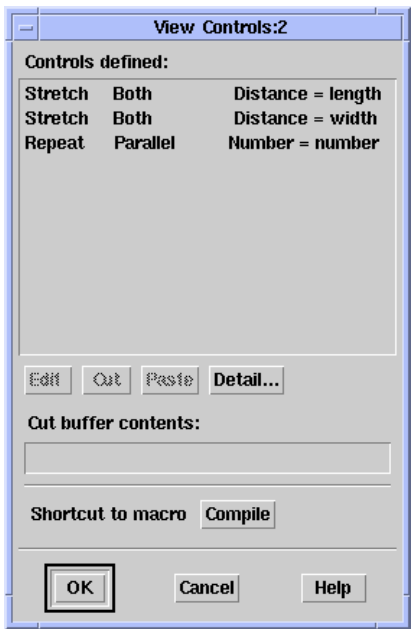 View Controls:2
Controls defined:
Stretch Both Distance = length
Stretch Both Distance = width
Repeat Parallel Number = number
Edit Cut Paste Detail...
Cut buffer contents:
Shortcut to macro Compile
OK Cancel Help